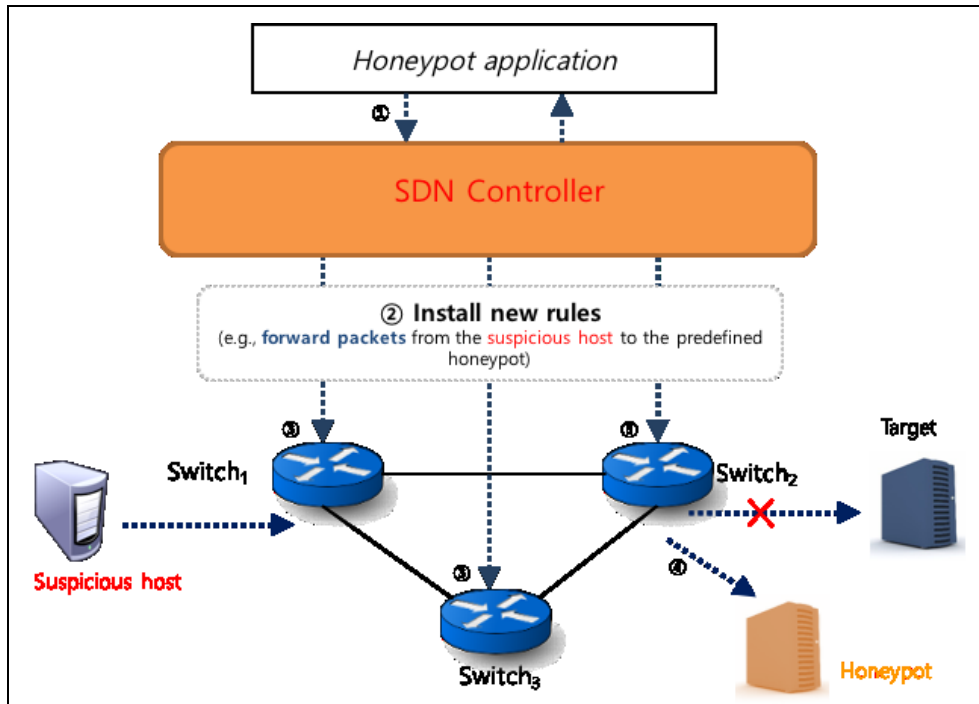 Honeypot application
①
SDN Controller
② Install new rules
(e.g., forward packets from the suspicious host to the predefined
honeypot)
③
③
Target
Switch₁
Switch₂
③
④
Suspicious host
Switch₃
Honeypot